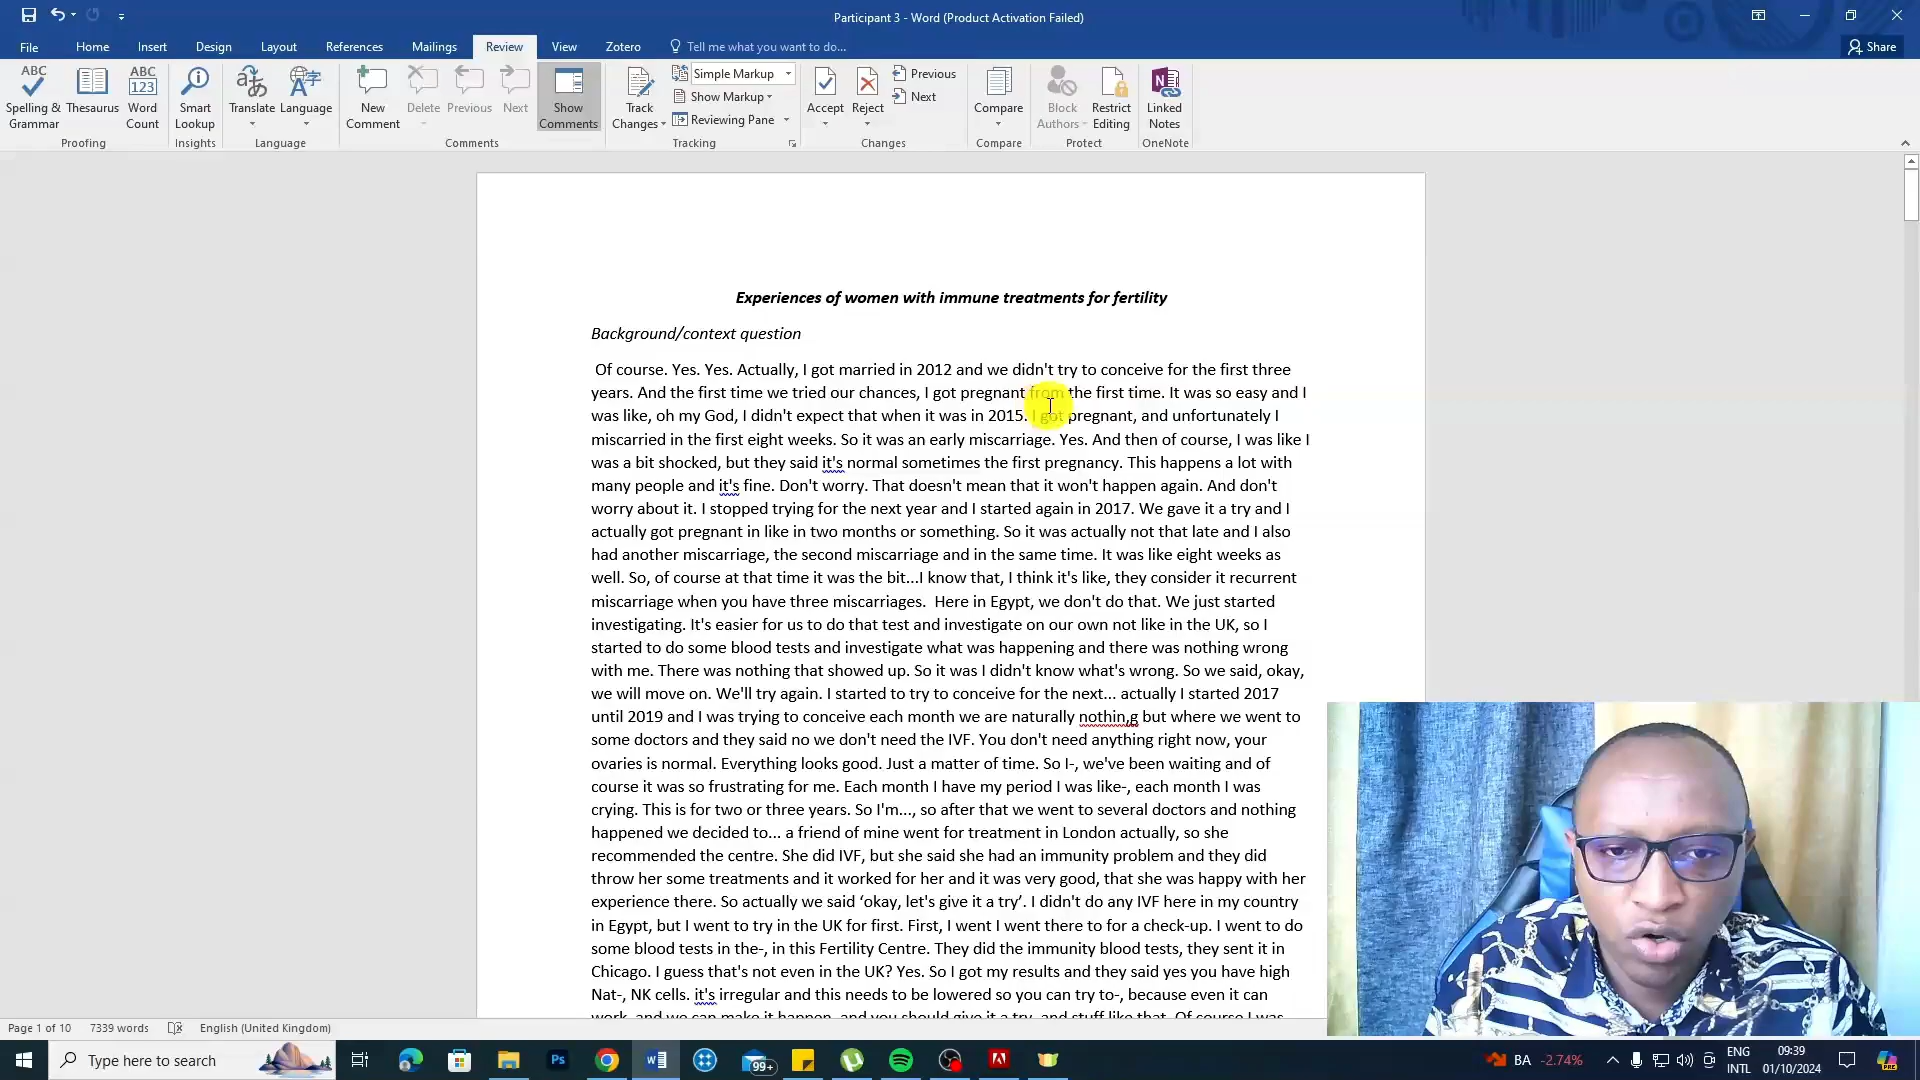 Participant 3 - Word (Product Activation Failed)
File Home Insert Design Layout References Mailings Review View Zotero Tell me what you want to do... Share
ABC Spelling & Grammar
Thesaurus
ABC 123 Word Count
Smart Lookup
Translate
Language
New Comment
Delete
Previous
Next
Show Comments
Track Changes
Simple Markup
Show Markup
Reviewing Pane
Accept
Reject
Previous
Next
Compare
Block Authors
Restrict Editing
Linked Notes
Proofing Insights Language Comments Tracking Changes Compare Protect OneNote
Experiences of women with immune treatments for fertility
Background/context question
Of course. Yes. Yes. Actually, I got married in 2012 and we didn't try to conceive for the first three
years. And the first time we tried our chances, I got pregnant from the first time. It was so easy and I
was like, oh my God, I didn't expect that when it was in 2015. I got pregnant, and unfortunately I
miscarried in the first eight weeks. So it was an early miscarriage. Yes. And then of course, I was like I
was a bit shocked, but they said it's normal sometimes the first pregnancy. This happens a lot with
many people and it's fine. Don't worry. That doesn't mean that it won't happen again. And don't
worry about it. I stopped trying for the next year and I started again in 2017. We gave it a try and I
actually got pregnant in like in two months or something. So it was actually not that late and I also
had another miscarriage, the second miscarriage and in the same time. It was like eight weeks as
well. So, of course at that time it was the bit...I know that, I think it's like, they consider it recurrent
miscarriage when you have three miscarriages.  Here in Egypt, we don't do that. We just started
investigating. It's easier for us to do that test and investigate on our own not like in the UK, so I
started to do some blood tests and investigate what was happening and there was nothing wrong
with me. There was nothing that showed up. So it was I didn't know what's wrong. So we said, okay,
we will move on. We'll try again. I started to try to conceive for the next... actually I started 2017
until 2019 and I was trying to conceive each month we are naturally nothin,g but where we went to
some doctors and they said no we don't need the IVF. You don't need anything right now, your
ovaries is normal. Everything looks good. Just a matter of time. So I-, we've been waiting and of
course it was so frustrating for me. Each month I have my period I was like-, each month I was
crying. This is for two or three years. So I'm..., so after that we went to several doctors and nothing
happened we decided to... a friend of mine went for treatment in London actually, so she
recommended the centre. She did IVF, but she said she had an immunity problem and they did
throw her some treatments and it worked for her and it was very good, that she was happy with her
experience there. So actually we said ‘okay, let's give it a try’. I didn't do any IVF here in my country
in Egypt, but I went to try in the UK for first. First, I went I went there to for a check-up. I went to do
some blood tests in the-, in this Fertility Centre. They did the immunity blood tests, they sent it in
Chicago. I guess that's not even in the UK? Yes. So I got my results and they said yes you have high
Nat-, NK cells. it's irregular and this needs to be lowered so you can try to-, because even it can
work, and we can make it happen, and you should give it a try, and stuff like that. Of course I was
Page 1 of 10 7339 words English (United Kingdom)
Type here to search
Ps
99+
BA -2.74%
ENG
INTL
09:39
01/10/2024